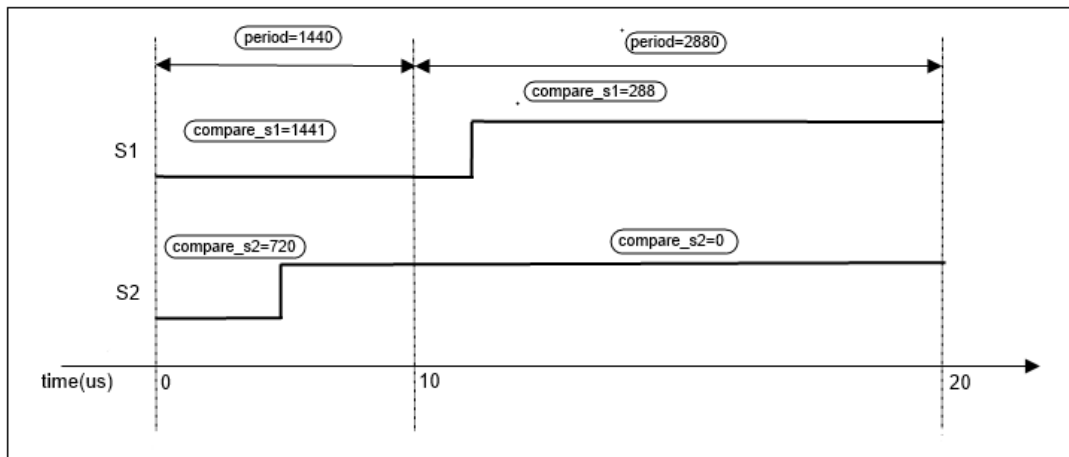 period=1440
period=2880
compare_s1=288
compare_s1=1441
S1
compare_s2=720
compare_s2=0
S2
time(us)
0
10
20